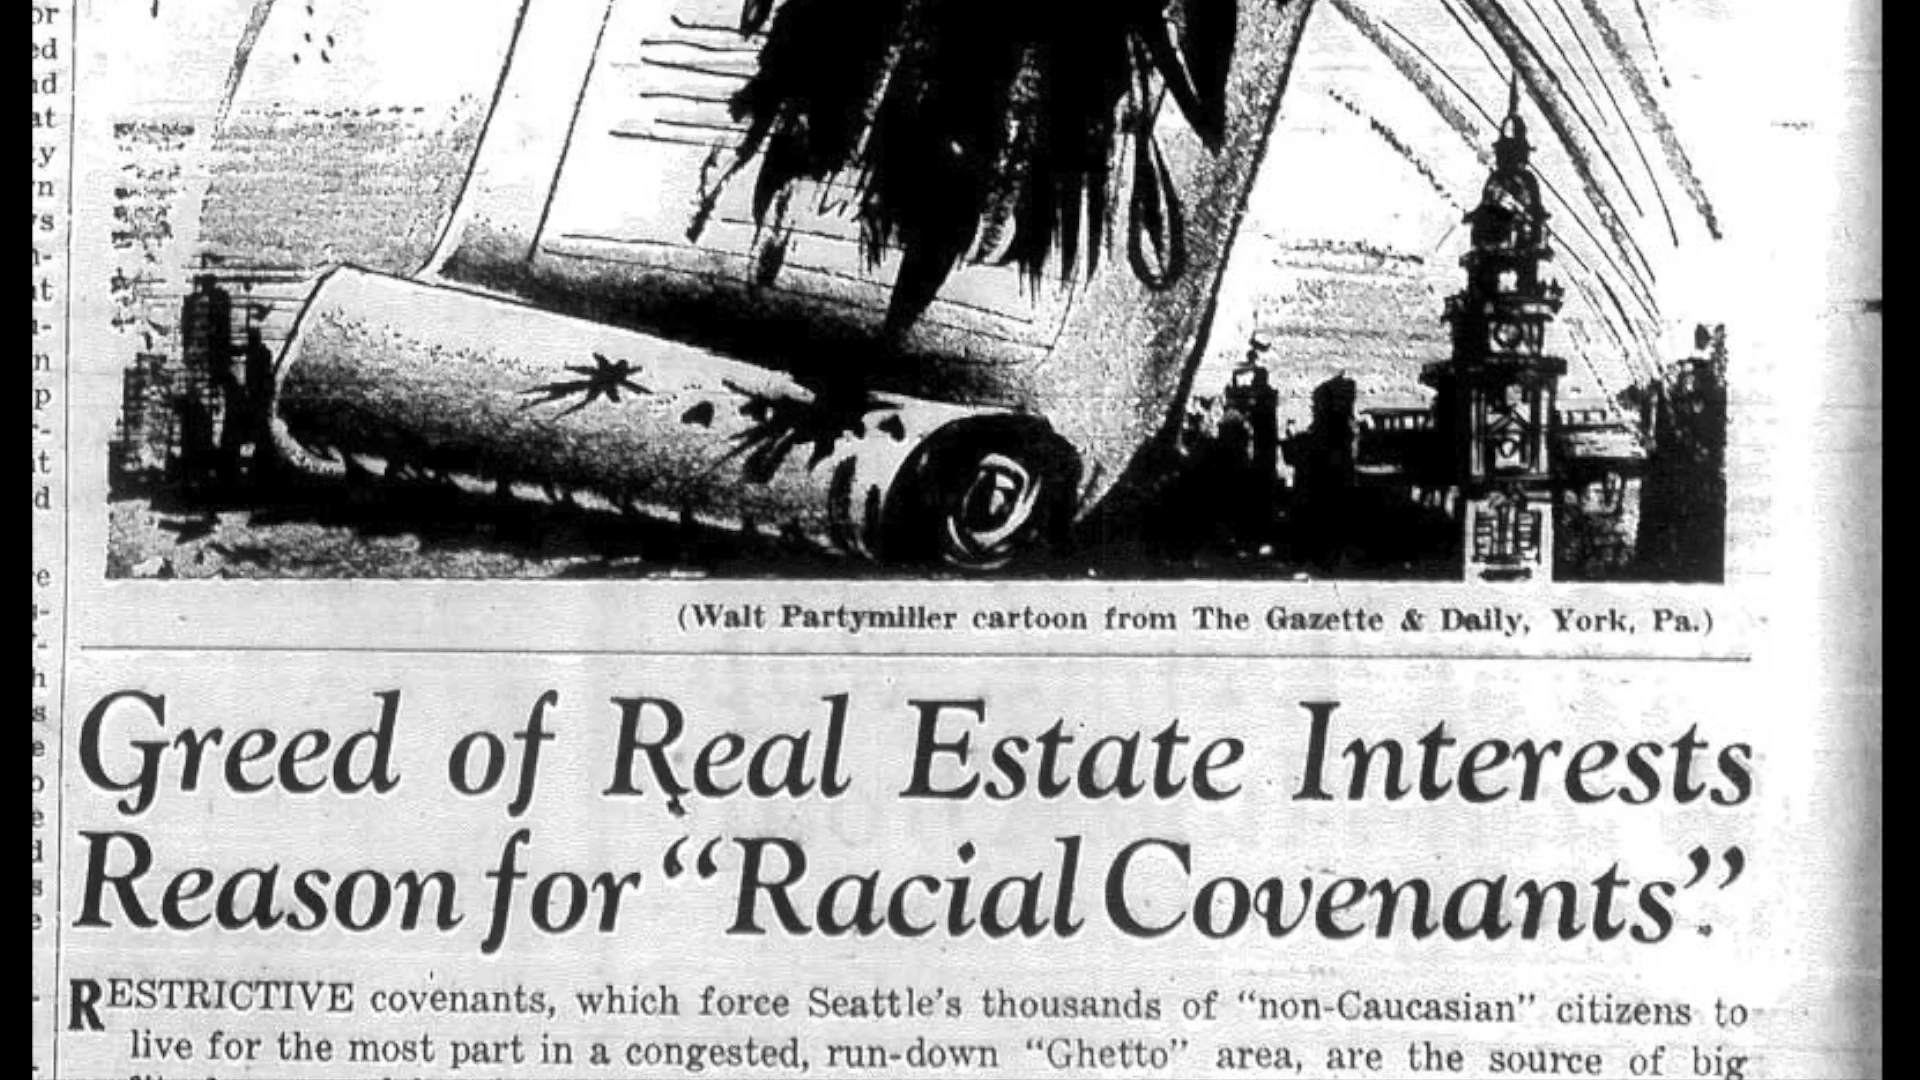 (Walt Partymiller cartoon from The Gazette & Daily, York, Pa.)
Greed of Real Estate Interests
Reason for “Racial Covenants”
RESTRICTIVE covenants, which force Seattle's thousands of “non-Caucasian” citizens to
live for the most part in a congested, run-down “Ghetto” area, are the source of big